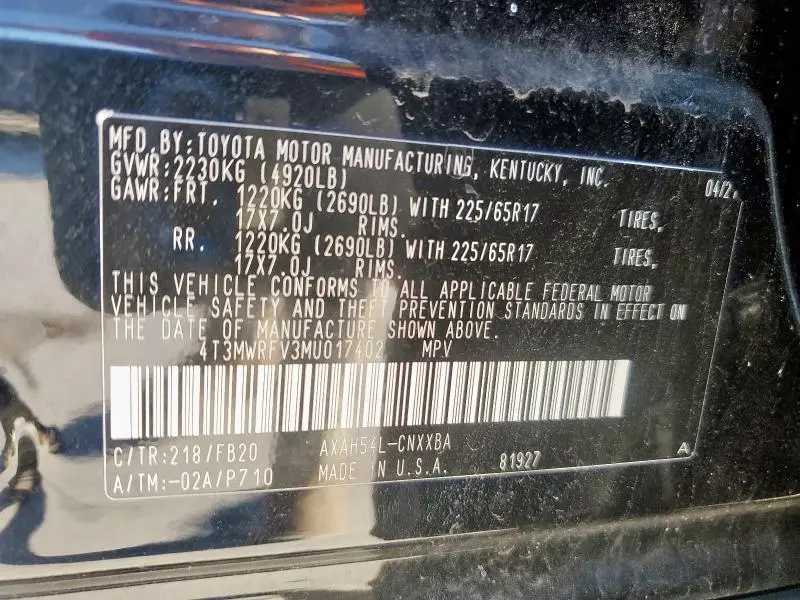 MFD. BY: TOYOTA MOTOR MANUFACTURING, KENTUCKY, INC.
GVWR: 2230KG (4920LB) 04/2
GAWR: FRT. 1220KG (2690LB) WITH 225/65R17 TIRES,
17X7.0J RIMS.
RR. 1220KG (2690LB) WITH 225/65R17 TIRES,
17X7.0J RIMS.
THIS VEHICLE CONFORMS TO ALL APPLICABLE FEDERAL MOTOR
VEHICLE SAFETY AND THEFT PREVENTION STANDARDS IN EFFECT ON
THE DATE OF MANUFACTURE SHOWN ABOVE.
4T3MWRFV3MU017402 MPV
C/TR: 218/FB20 AXAH54L-CNXXBA A
A/TM: -02A/P710 MADE IN U.S.A. 81927